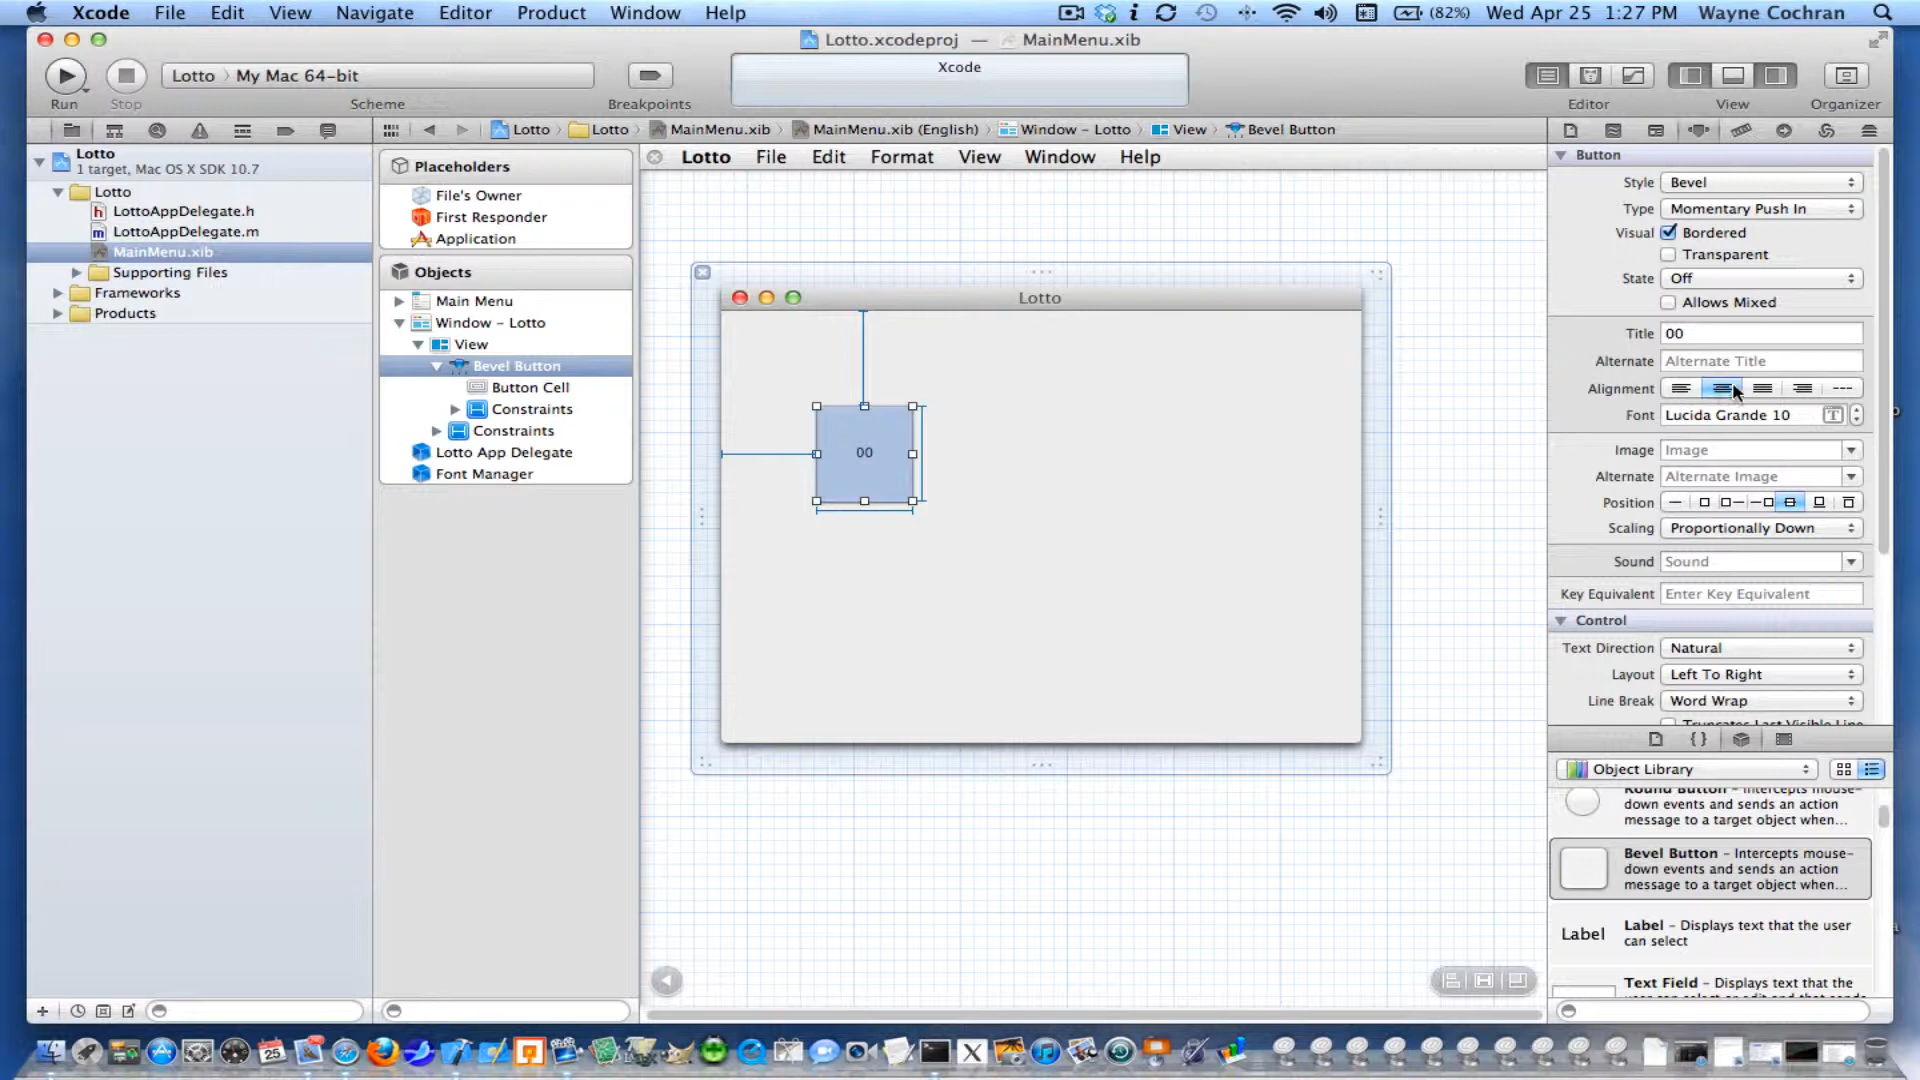 Xcode File Edit View Navigate Editor Product Window Help (82%) Wed Apr 25 1:27 PM Wayne Cochran
Lotto.xcodeproj — MainMenu.xib
Lotto › My Mac 64-bit
Xcode
Run Stop Scheme Breakpoints Editor View Organizer
Lotto › Lotto › MainMenu.xib › MainMenu.xib (English) › Window – Lotto › View › Bevel Button
Lotto
1 target, Mac OS X SDK 10.7
Lotto
LottoAppDelegate.h
LottoAppDelegate.m
MainMenu.xib
Supporting Files
Frameworks
Products
Placeholders
File's Owner
First Responder
Application
Objects
Main Menu
Window – Lotto
View
Bevel Button
Button Cell
Constraints
Constraints
Lotto App Delegate
Font Manager
Lotto File Edit Format View Window Help
Lotto
00
Button
Style Bevel
Type Momentary Push In
Visual Bordered
Transparent
State Off
Allows Mixed
Title 00
Alternate Alternate Title
Alignment
Font Lucida Grande 10
Image Image
Alternate Alternate Image
Position
Scaling Proportionally Down
Sound Sound
Key Equivalent Enter Key Equivalent
Control
Text Direction Natural
Layout Left To Right
Line Break Word Wrap
Truncates Last Visible Line
Object Library
Round Button – Intercepts mouse-
down events and sends an action
message to a target object when...
Bevel Button – Intercepts mouse-
down events and sends an action
message to a target object when...
Label Label – Displays text that the user
can select
Text Field – Displays text that the
25